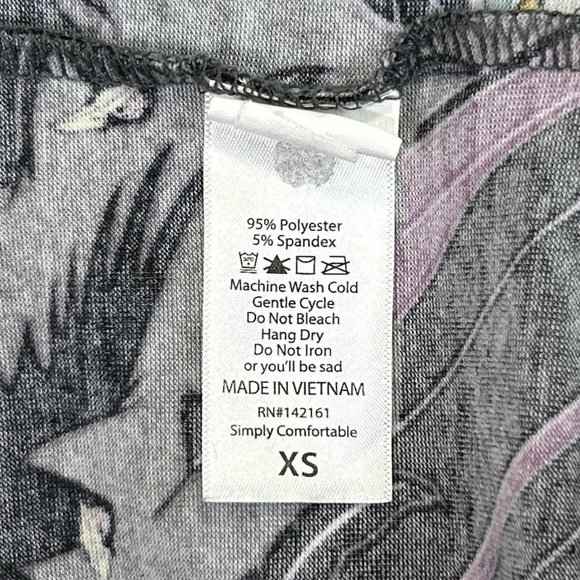 95% Polyester
5% Spandex
Machine Wash Cold
Gentle Cycle
Do Not Bleach
Hang Dry
Do Not Iron
or you'll be sad
MADE IN VIETNAM
RN#142161
Simply Comfortable
XS